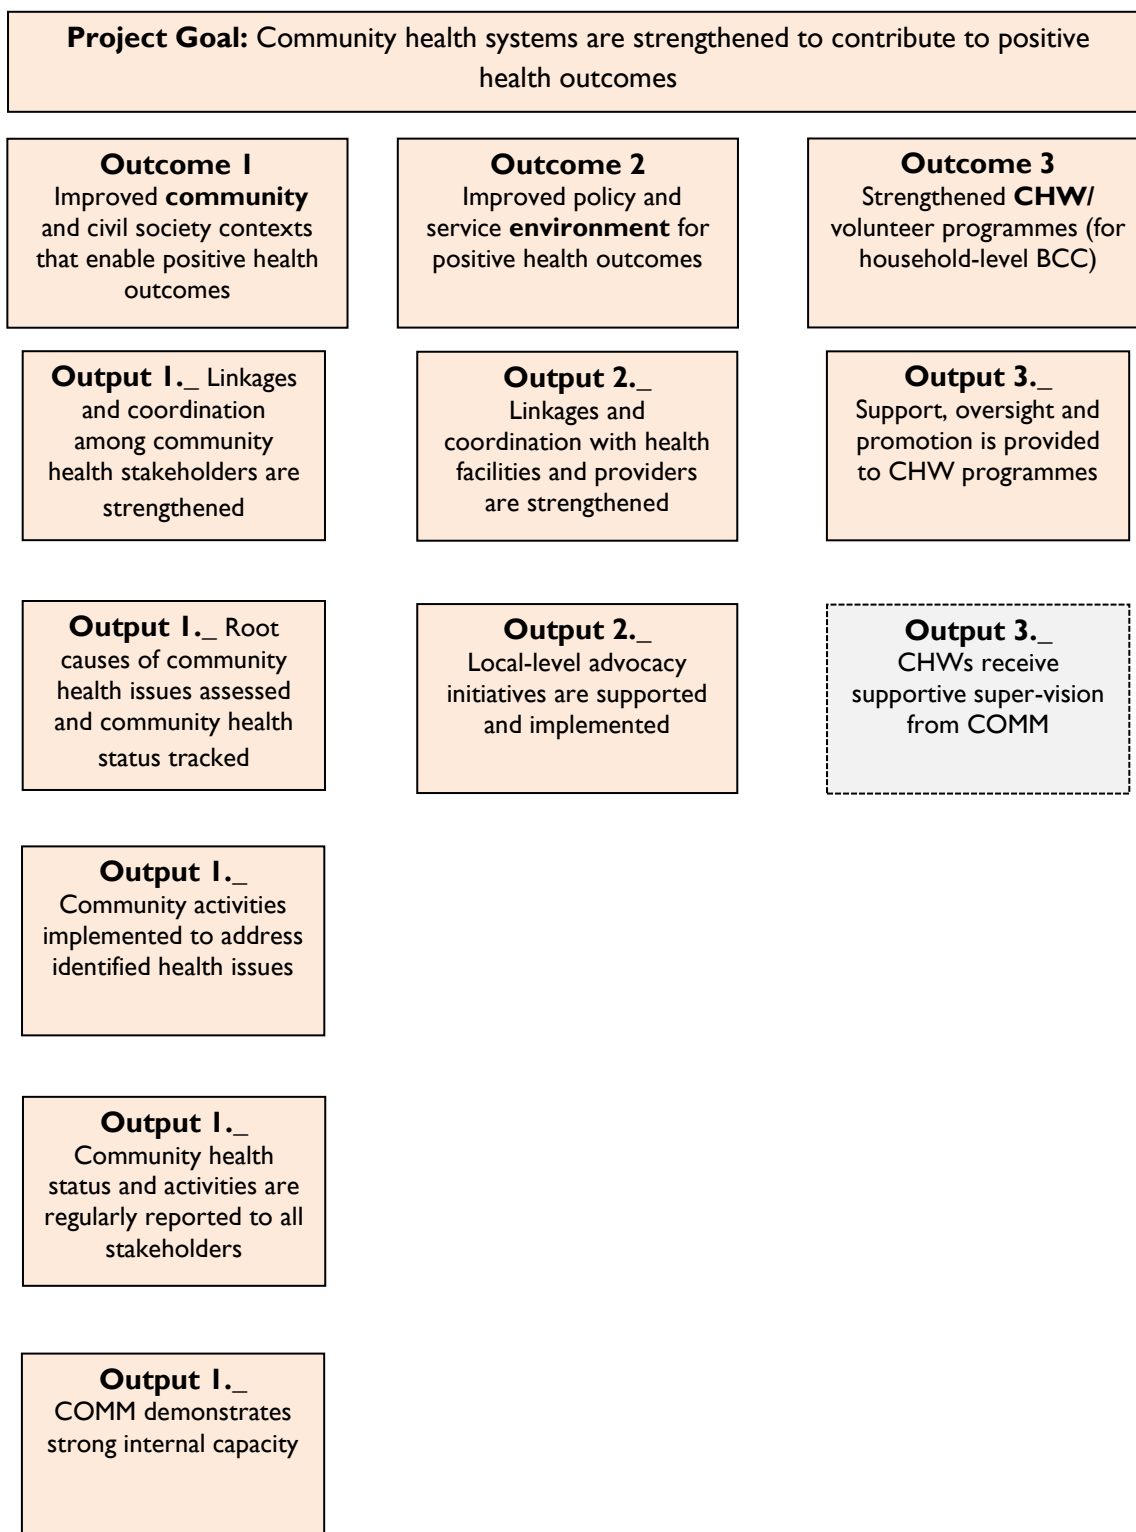 Project Goal: Community health systems are strengthened to contribute to positive
health outcomes
Outcome 1
Improved community
and civil society contexts
that enable positive health
outcomes
Outcome 2
Improved policy and
service environment for
positive health outcomes
Outcome 3
Strengthened CHW/
volunteer programmes (for
household-level BCC)
Output 1._ Linkages
and coordination
among community
health stakeholders are
strengthened
Output 2._
Linkages and
coordination with health
facilities and providers
are strengthened
Output 3._
Support, oversight and
promotion is provided
to CHW programmes
Output 1._ Root
causes of community
health issues assessed
and community health
status tracked
Output 2._
Local-level advocacy
initiatives are supported
and implemented
Output 3._
CHWs receive
supportive super-vision
from COMM
Output 1._
Community activities
implemented to address
identified health issues
Output 1._
Community health
status and activities are
regularly reported to all
stakeholders
Output 1._
COMM demonstrates
strong internal capacity